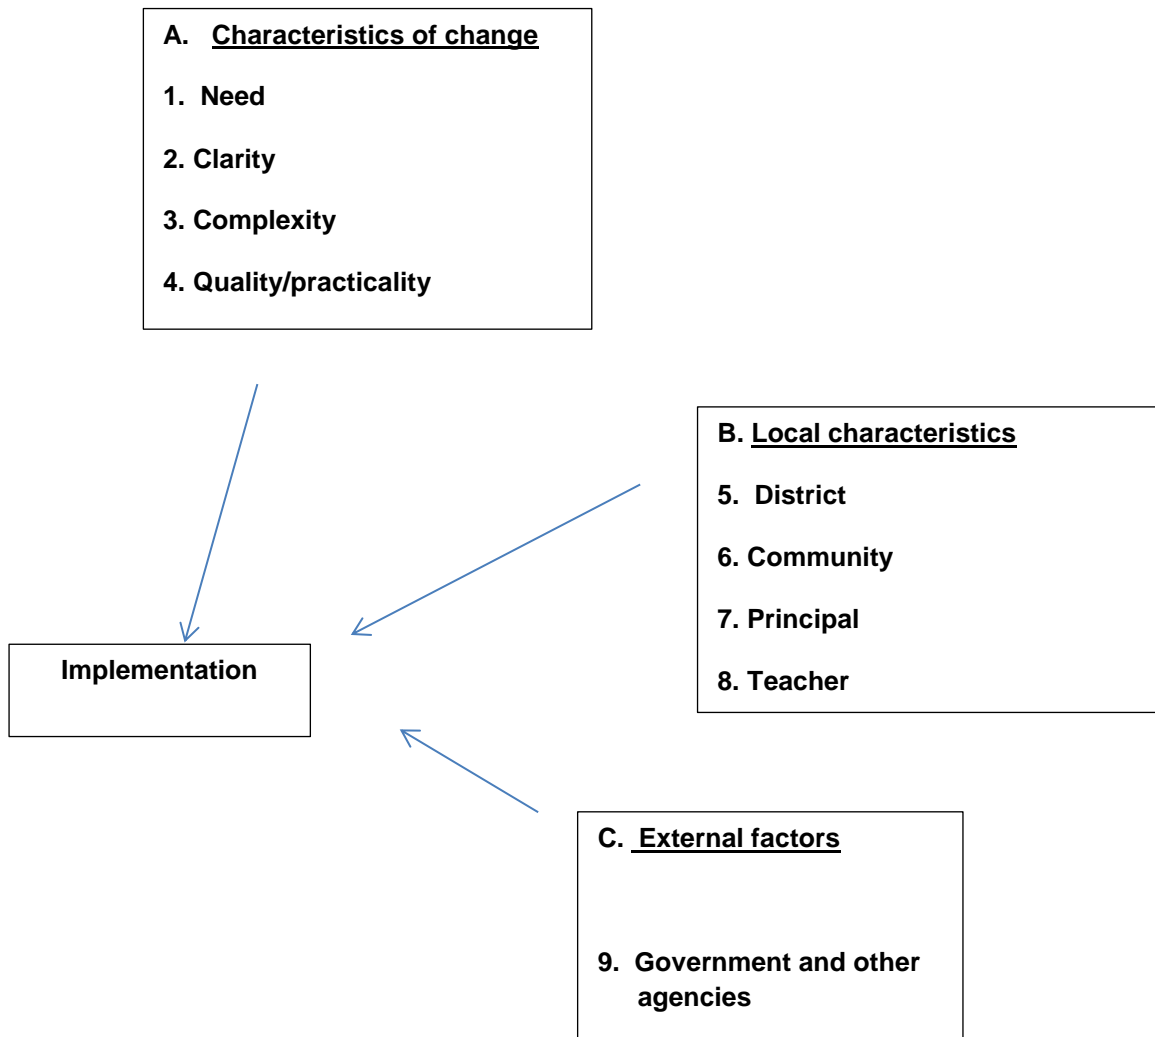 A. Characteristics of change
1. Need
2. Clarity
3. Complexity
4. Quality/practicality
B. Local characteristics
5. District
6. Community
7. Principal
8. Teacher
Implementation
C. External factors
9. Government and other
agencies